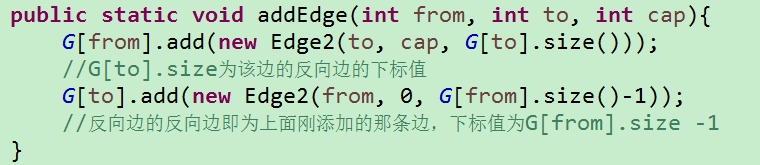 public static void addEdge(int from, int to, int cap){
G[from].add(new Edge2(to, cap, G[to].size()));
//G[to].size为该边的反向边的下标值
G[to].add(new Edge2(from, 0, G[from].size()-1));
//反向边的反向边即为上面刚添加的那条边，下标值为G[from].size -1
}